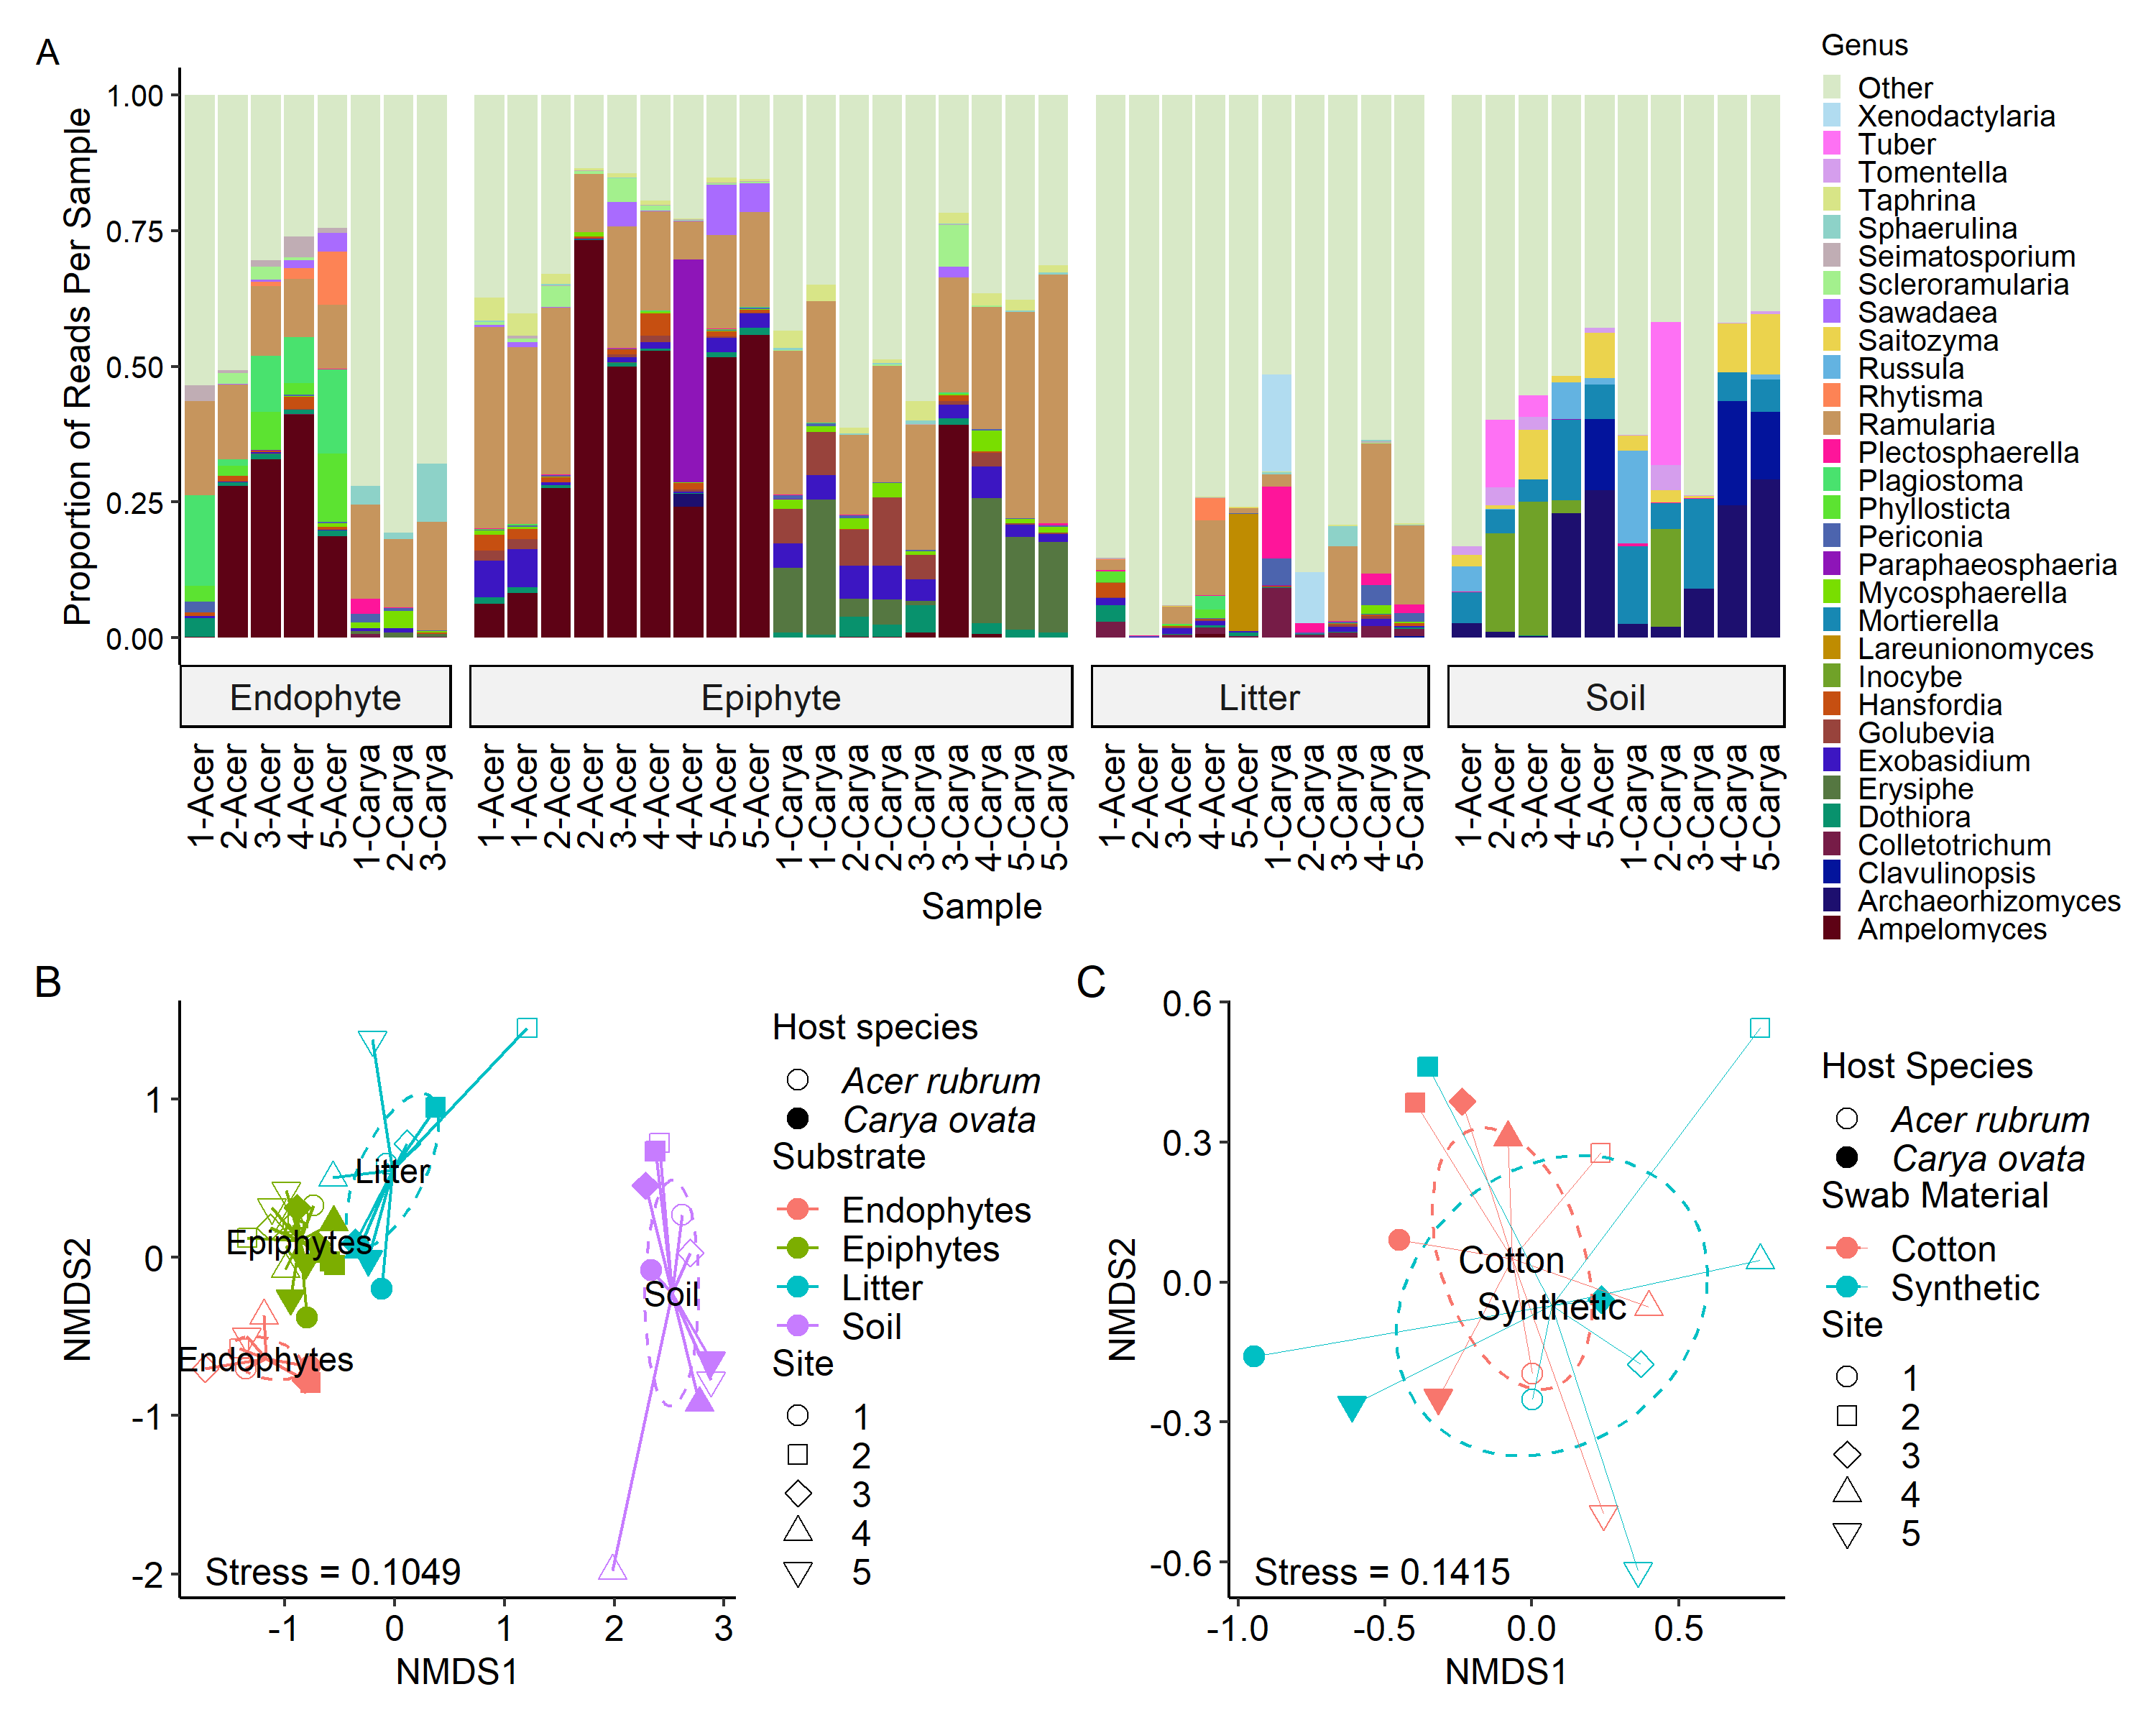 A
Genus
Other
Xenodactylaria
Tuber
Tomentella
Taphrina
Sphaerulina
Seimatosporium
Scleroramularia
Sawadaea
Saitozyma
Russula
Rhytisma
Ramularia
Plectosphaerella
Plagiostoma
Phyllosticta
Periconia
Paraphaeosphaeria
Mycosphaerella
Mortierella
Lareunionomyces
Inocybe
Hansfordia
Golubevia
Exobasidium
Erysiphe
Dothiora
Colletotrichum
Clavulinopsis
Archaeorhizomyces
Ampelomyces
Proportion of Reads Per Sample
1.00
0.75
0.50
0.25
0.00
Endophyte
Epiphyte
Litter
Soil
1-Acer
2-Acer
3-Acer
4-Acer
5-Acer
1-Carya
2-Carya
3-Carya
1-Acer
1-Acer
2-Acer
2-Acer
3-Acer
4-Acer
4-Acer
5-Acer
5-Acer
1-Carya
1-Carya
2-Carya
2-Carya
3-Carya
3-Carya
4-Carya
5-Carya
5-Carya
1-Acer
2-Acer
3-Acer
4-Acer
5-Acer
1-Carya
2-Carya
3-Carya
4-Carya
5-Carya
1-Acer
2-Acer
3-Acer
4-Acer
5-Acer
1-Carya
2-Carya
3-Carya
4-Carya
5-Carya
Sample
B
NMDS2
1
0
-1
-2
Litter
Epiphytes
Endophytes
Soil
Stress = 0.1049
-1
0
1
2
3
NMDS1
Host species
Acer rubrum
Carya ovata
Substrate
Endophytes
Epiphytes
Litter
Soil
Site
1
2
3
4
5
C
NMDS2
0.6
0.3
0.0
-0.3
-0.6
Cotton
Synthetic
Stress = 0.1415
-1.0
-0.5
0.0
0.5
NMDS1
Host Species
Acer rubrum
Carya ovata
Swab Material
Cotton
Synthetic
Site
1
2
3
4
5